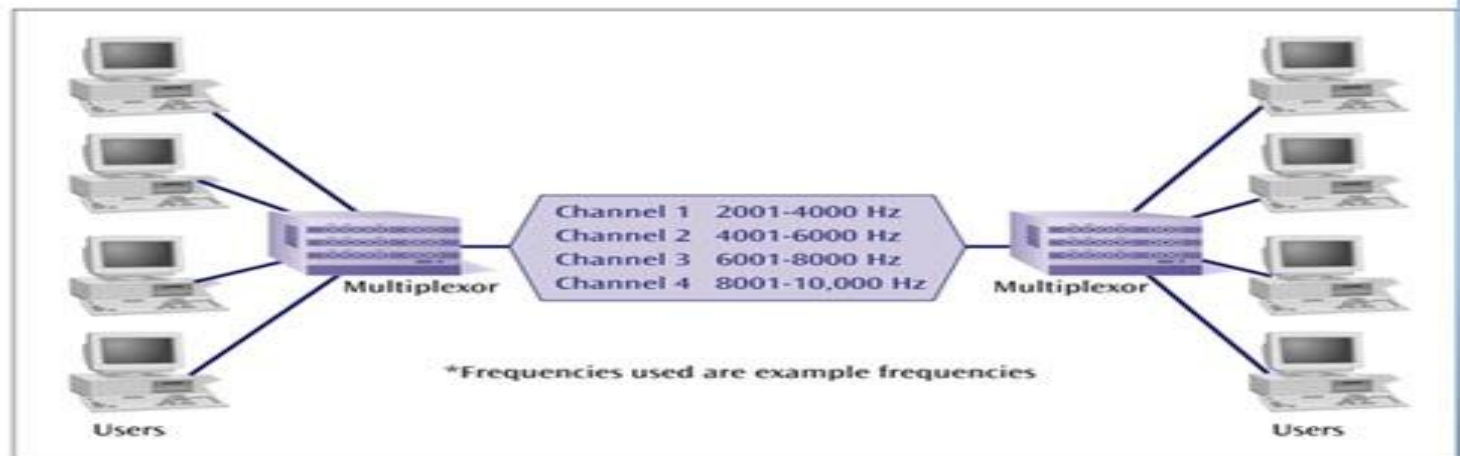 Channel 1 2001-4000 Hz
Channel 2 4001-6000 Hz
Channel 3 6001-8000 Hz
Channel 4 8001-10,000 Hz
Multiplexor
Multiplexor
*Frequencies used are example frequencies
Users
Users